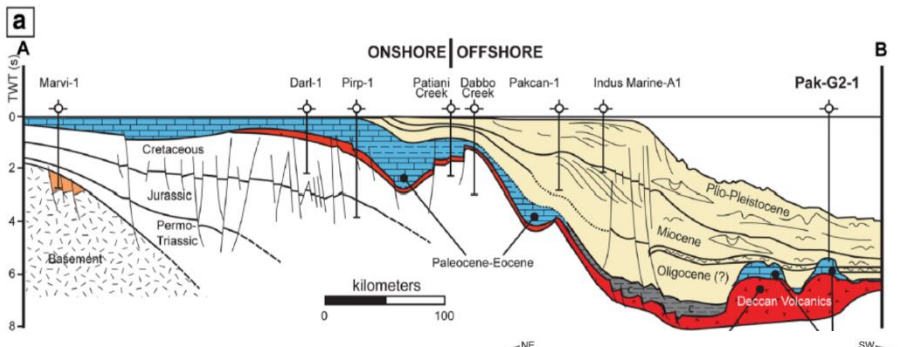 a
A
ONSHORE OFFSHORE
B
TWT (s)
Marvi-1
Darl-1
Pirp-1
Patiani Creek
Dabbo Creek
Pakcan-1
Indus Marine-A1
Pak-G2-1
0
2
4
6
8
Cretaceous
Jurassic
Permo-
Triassic
Basement
Paleocene-Eocene
Plio-Pleistocene
Miocene
Oligocene (?)
Deccan Volcanics
C
C
kilometers
0 100
NE
SW